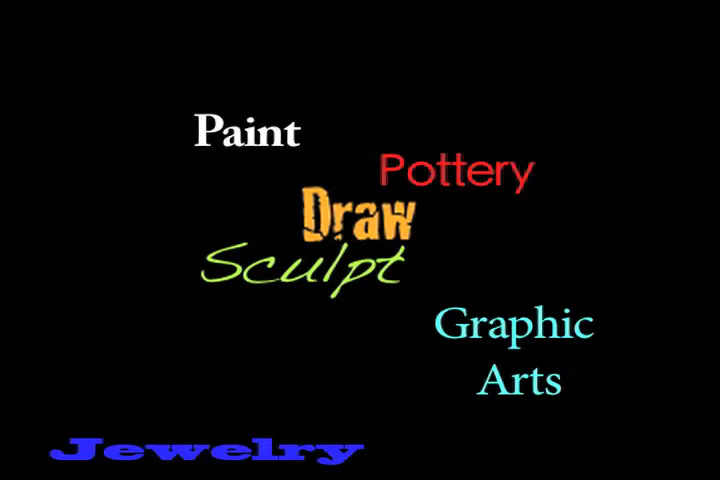 Paint
Pottery
Draw
Sculpt
Graphic
Arts
Jewelry